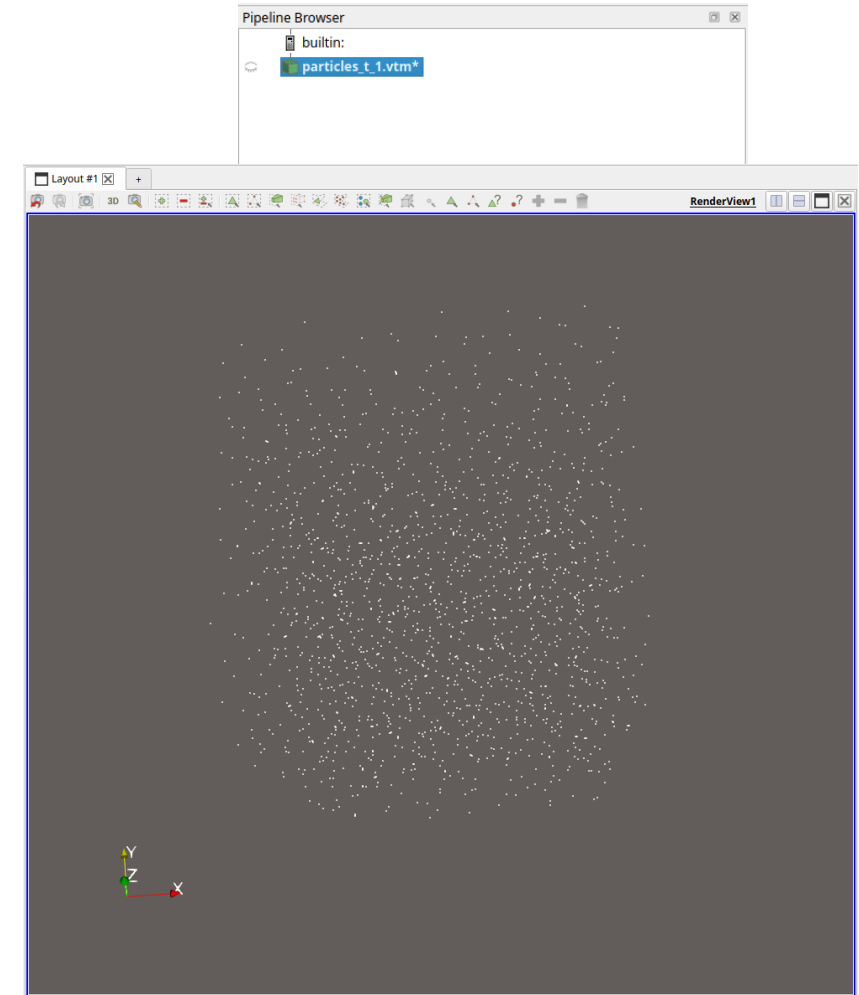 Pipeline Browser
builtin:
particles_t_1.vtm*
Layout #1
+
3D
?
?
RenderView1
Y
Z
X